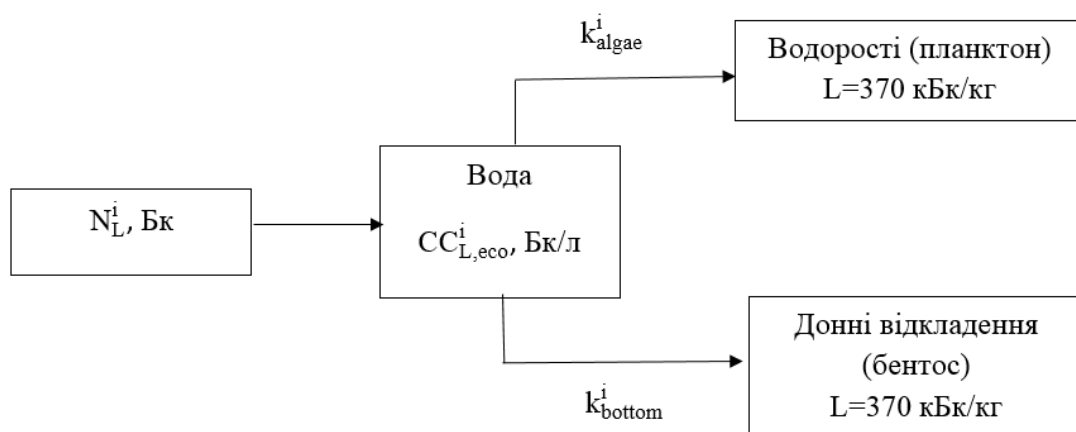 k^i_algae
Водорості (планктон)
L=370 кБк/кг
N^i_L, Бк
Вода
CC^i_L,eco, Бк/л
Донні відкладення
(бентос)
L=370 кБк/кг
k^i_bottom